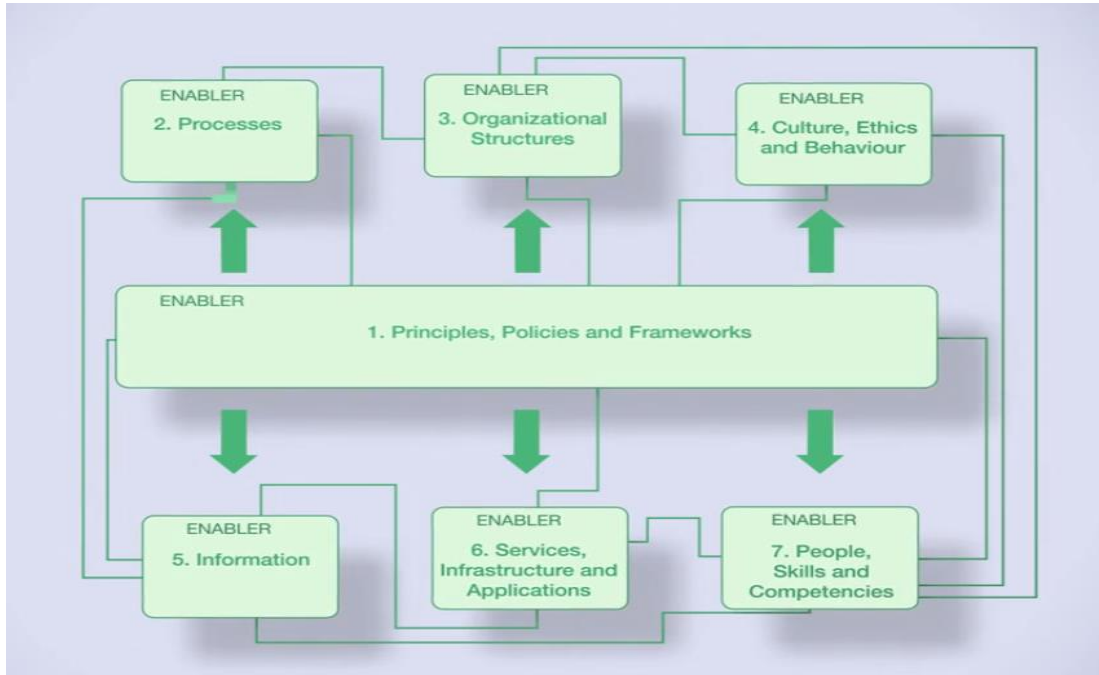 ENABLER
2. Processes
ENABLER
3. Organizational
Structures
ENABLER
4. Culture, Ethics
and Behaviour
ENABLER
1. Principles, Policies and Frameworks
ENABLER
5. Information
ENABLER
6. Services,
Infrastructure and
Applications
ENABLER
7. People,
Skills and
Competencies